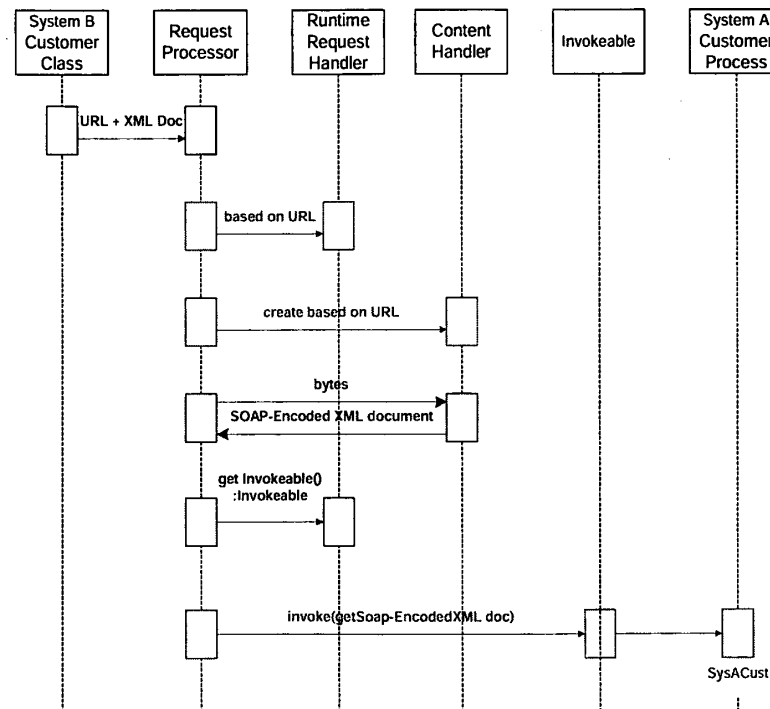 System B
Customer
Class
Request
Processor
Runtime
Request
Handler
Content
Handler
Invokeable
System A
Customer
Process
URL + XML Doc
based on URL
create based on URL
bytes
SOAP-Encoded XML document
get Invokeable()
:Invokeable
invoke(getSoap-EncodedXML doc)
SysACust